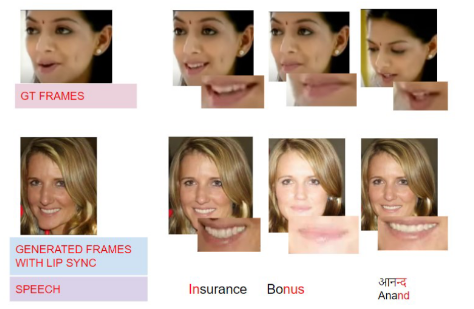 GT FRAMES
GENERATED FRAMES
WITH LIP SYNC
SPEECH
Insurance Bonus आनन्द
Anand